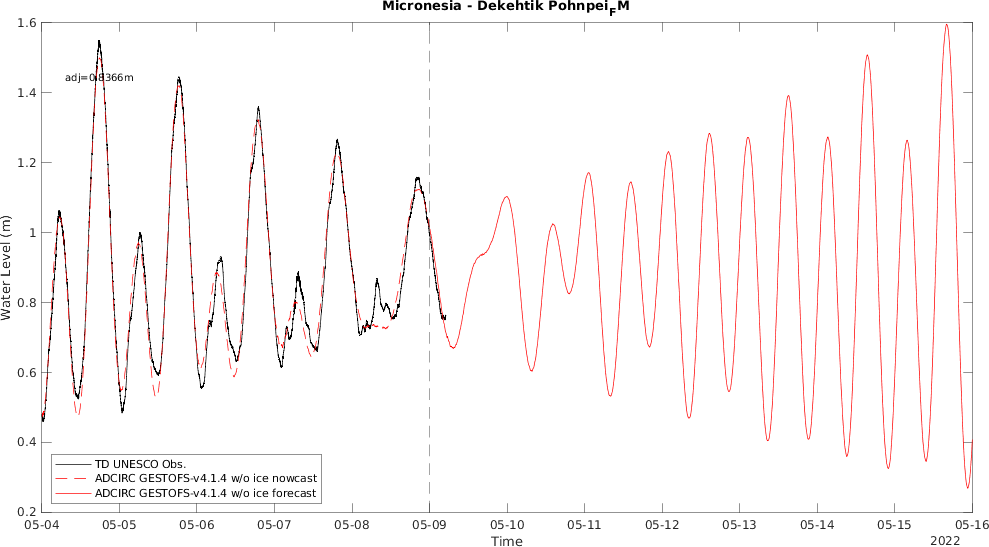 Micronesia - Dekehtik Pohnpei_FM
adj=0.8366m
Water Level (m)
1.6
1.4
1.2
1
0.8
0.6
0.4
0.2
TD UNESCO Obs.
ADCIRC GESTOFS-v4.1.4 w/o ice nowcast
ADCIRC GESTOFS-v4.1.4 w/o ice forecast
05-04 05-05 05-06 05-07 05-08 05-09 05-10 05-11 05-12 05-13 05-14 05-15 05-16
Time
2022